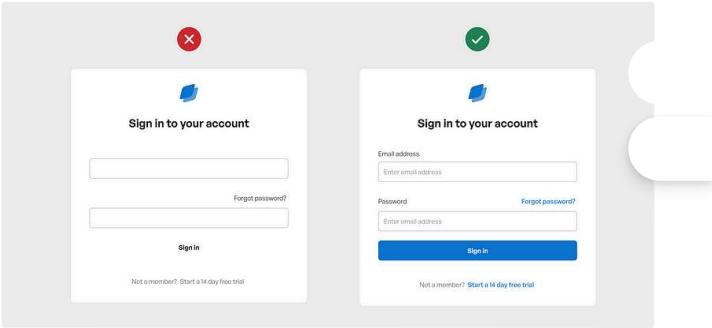 Sign in to your account
Forgot password?
Sign in
Not a member? Start a 14 day free trial
Sign in to your account
Email address
Enter email address
Password Forgot password?
Enter email address
Sign in
Not a member? Start a 14 day free trial